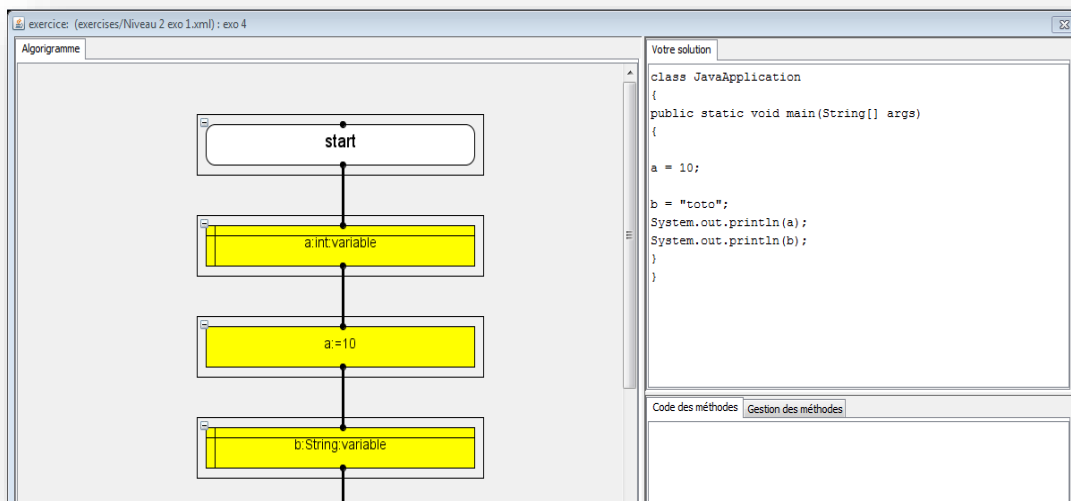 exercice: (exercises/Niveau 2 exo 1.xml) : exo 4
Algorigramme
start
a:int:variable
a:=10
b:String:variable
Votre solution
class JavaApplication
{
public static void main(String[] args)
{
a = 10;
b = "toto";
System.out.println(a);
System.out.println(b);
}
}
Code des méthodes
Gestion des méthodes